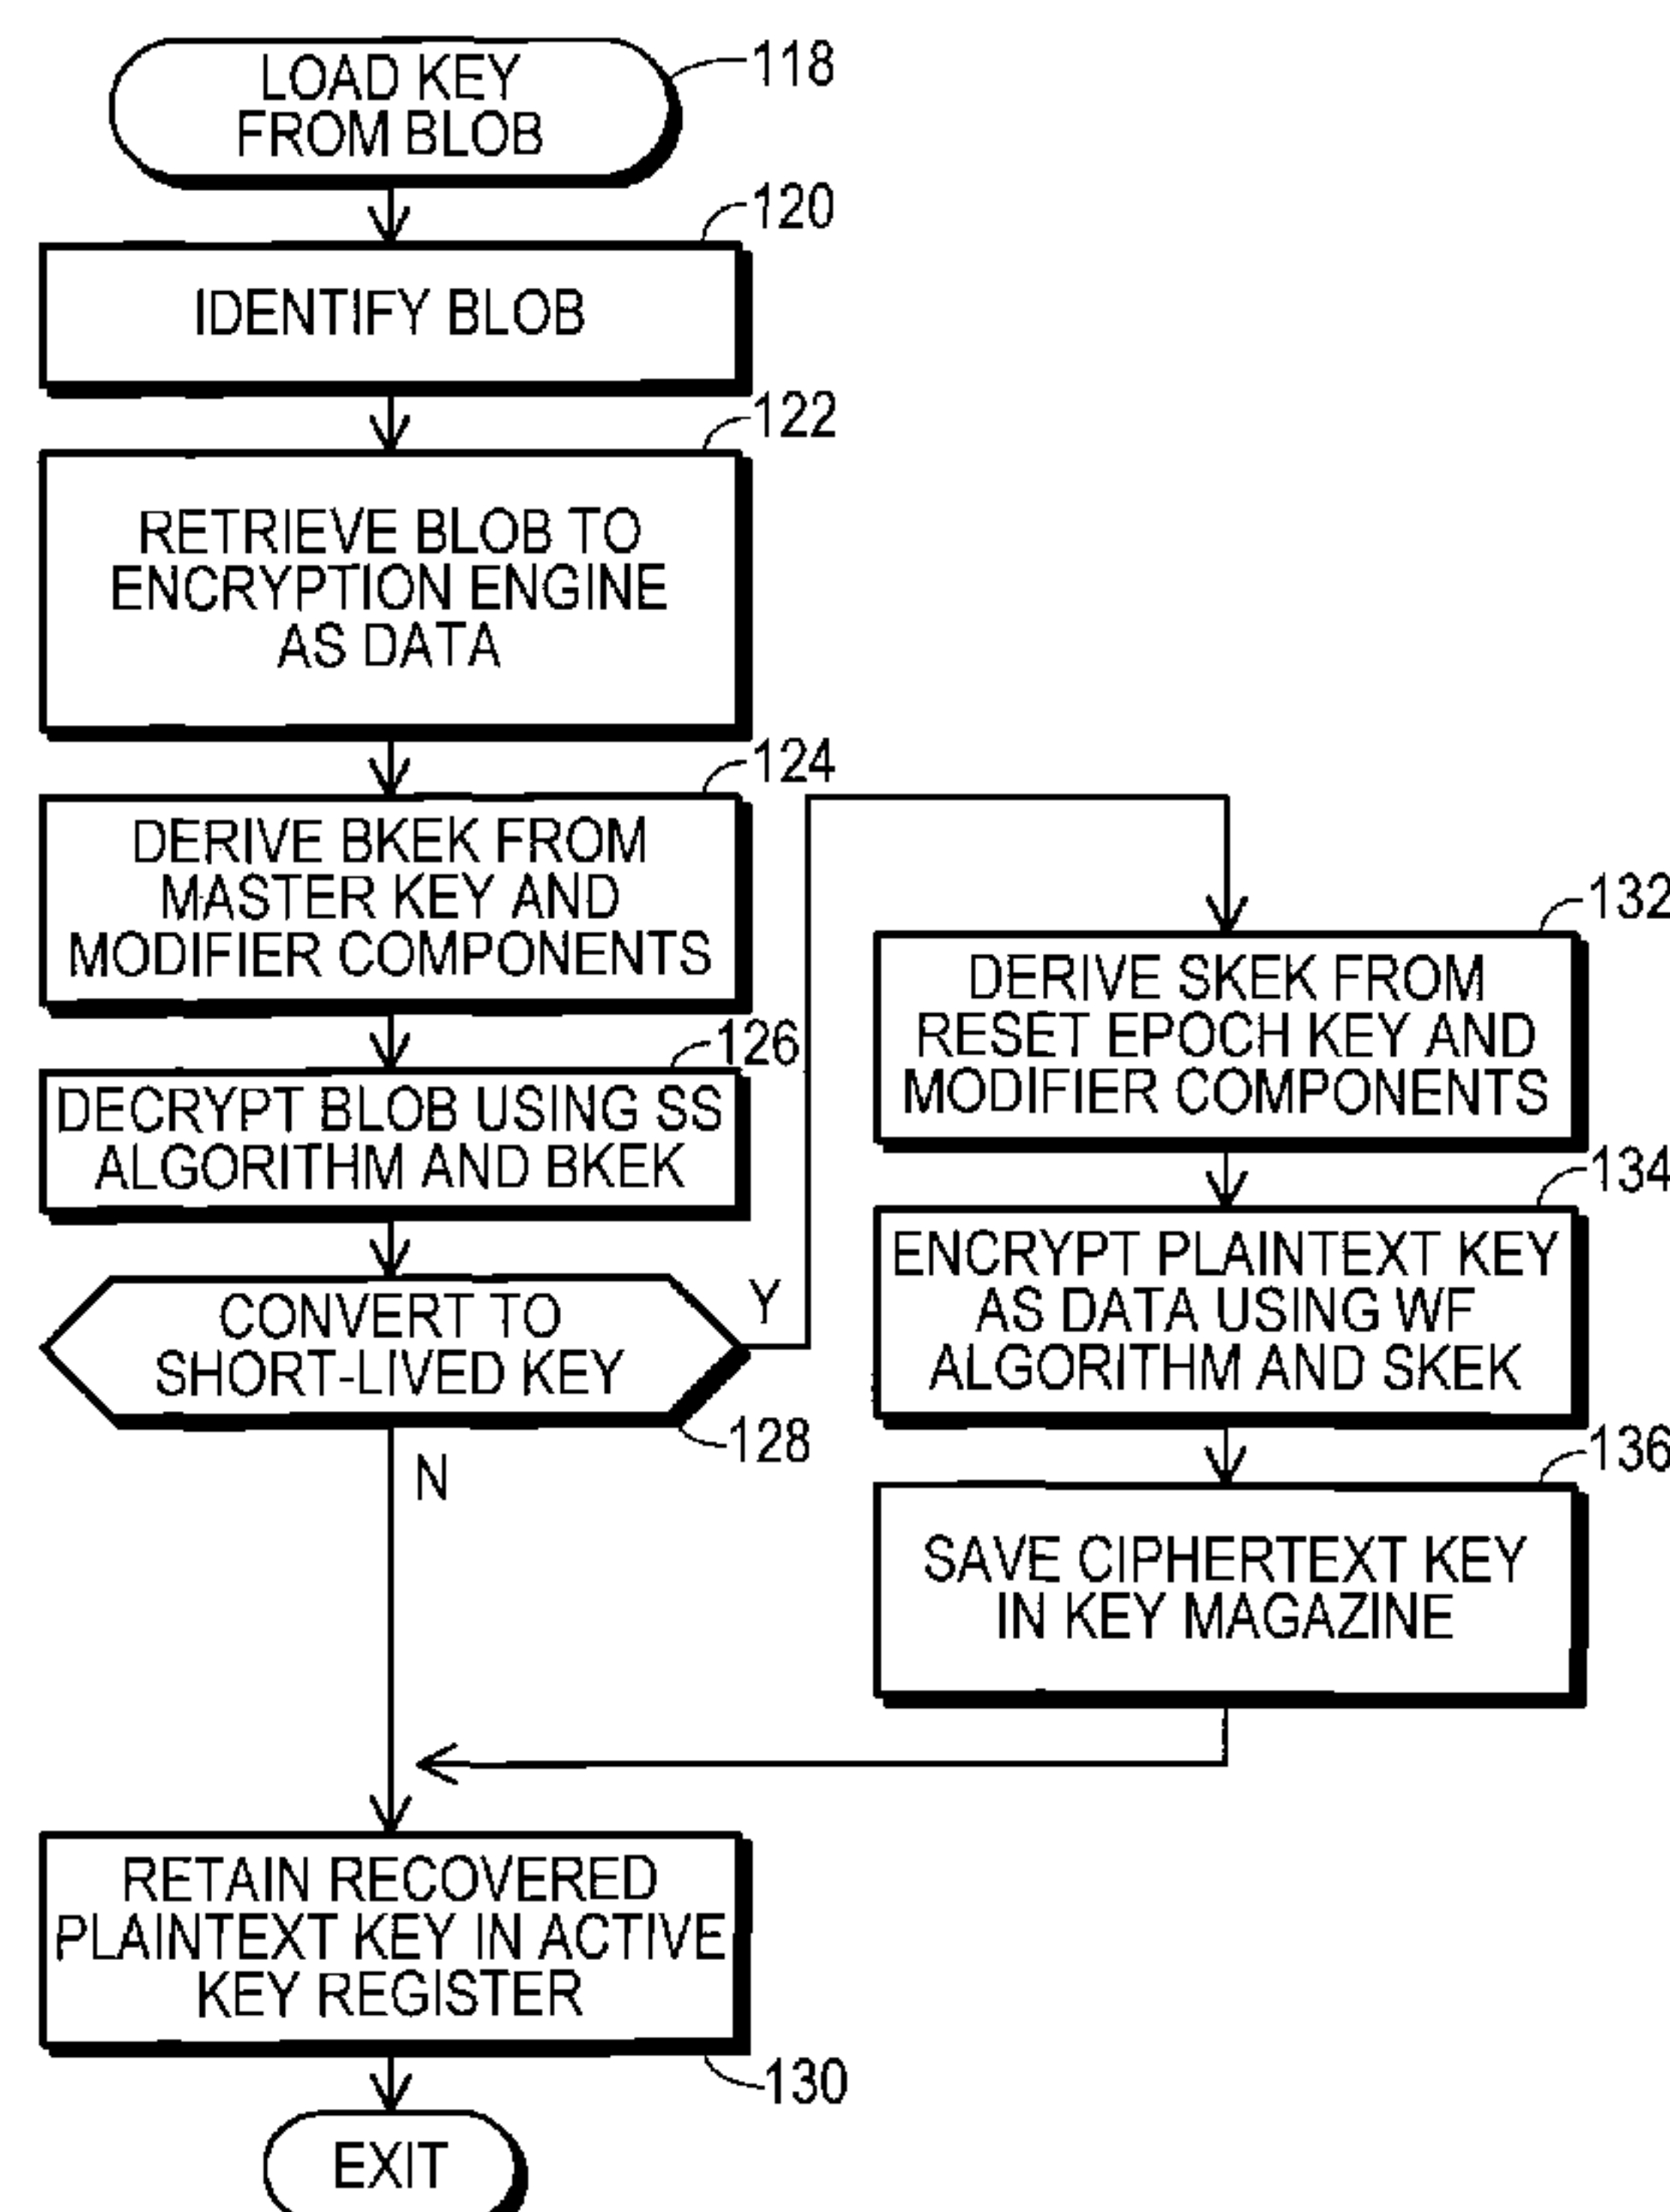 LOAD KEY
FROM BLOB
118
120
IDENTIFY BLOB
122
RETRIEVE BLOB TO
ENCRYPTION ENGINE
AS DATA
124
DERIVE BKEK FROM
MASTER KEY AND
MODIFIER COMPONENTS
126
DECRYPT BLOB USING SS
ALGORITHM AND BKEK
CONVERT TO
SHORT-LIVED KEY
Y
128
N
132
DERIVE SKEK FROM
RESET EPOCH KEY AND
MODIFIER COMPONENTS
134
ENCRYPT PLAINTEXT KEY
AS DATA USING WF
ALGORITHM AND SKEK
136
SAVE CIPHERTEXT KEY
IN KEY MAGAZINE
RETAIN RECOVERED
PLAINTEXT KEY IN ACTIVE
KEY REGISTER
130
EXIT